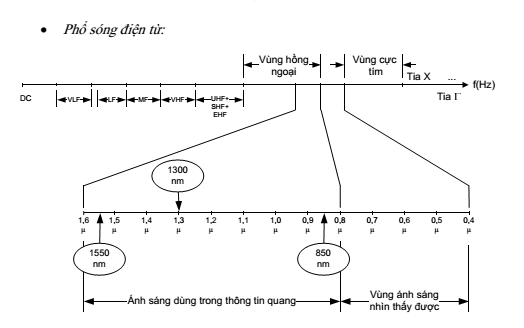 • Phổ sóng điện từ:
Vùng hồng
ngoại
Vùng cực
tím
Tia X ...
f(Hz)
Tia Γ
DC
VLF
LF
MF
VHF
UHF+
SHF+
EHF
1300
nm
1,6 1,5 1,4 1,3 1,2 1,1 1,0 0,9 0,8 0,7 0,6 0,5 0,4
μ μ μ μ μ μ μ μ μ μ μ μ μ
1550
nm
850
nm
Ánh sáng dùng trong thông tin quang
Vùng ánh sáng
nhìn thấy được